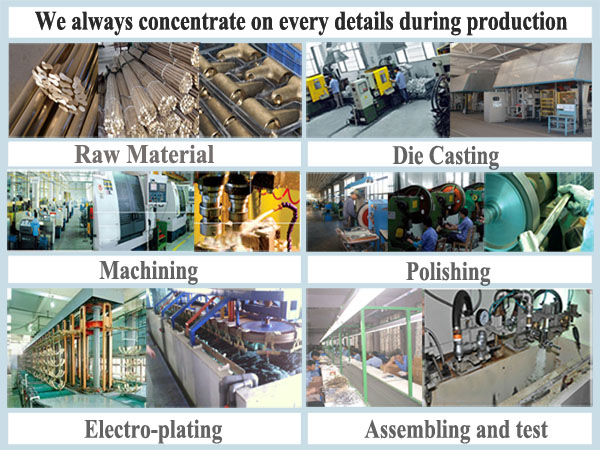 We always concentrate on every details during production
Raw Material
Die Casting
Machining
Polishing
Electro-plating
Assembling and test